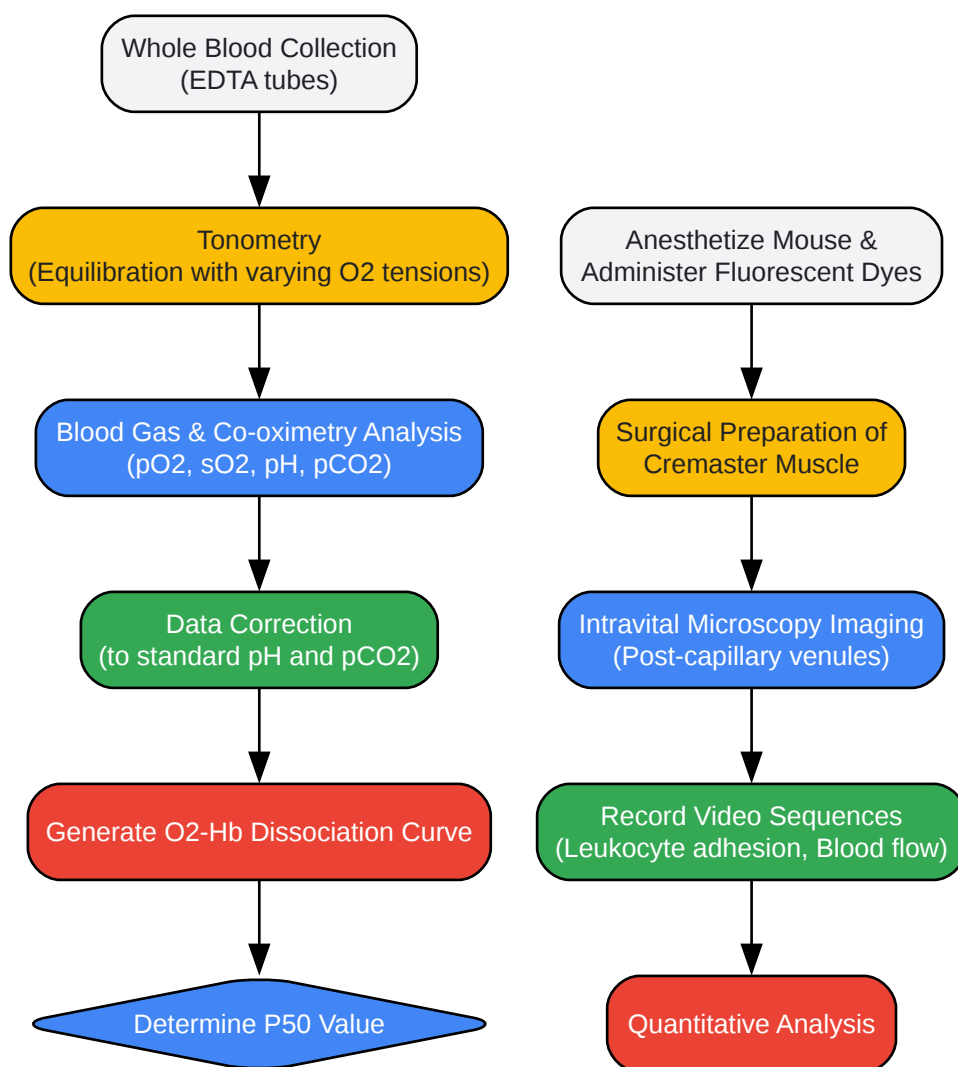 Whole Blood Collection
(EDTA tubes)
Tonometry
(Equilibration with varying O2 tensions)
Blood Gas & Co-oximetry Analysis
(pO2, sO2, pH, pCO2)
Data Correction
(to standard pH and pCO2)
Generate O2-Hb Dissociation Curve
Determine P50 Value
Anesthetize Mouse &
Administer Fluorescent Dyes
Surgical Preparation of
Cremaster Muscle
Intravital Microscopy Imaging
(Post-capillary venules)
Record Video Sequences
(Leukocyte adhesion, Blood flow)
Quantitative Analysis